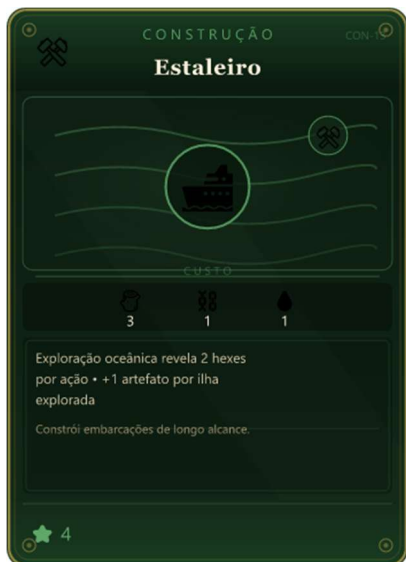 CONSTRUÇÃO
Estaleiro
CUSTO
3 1 1
Exploração oceânica revela 2 hexes
por ação • +1 artefato por ilha
explorada
Constrói embarcações de longo alcance.
4